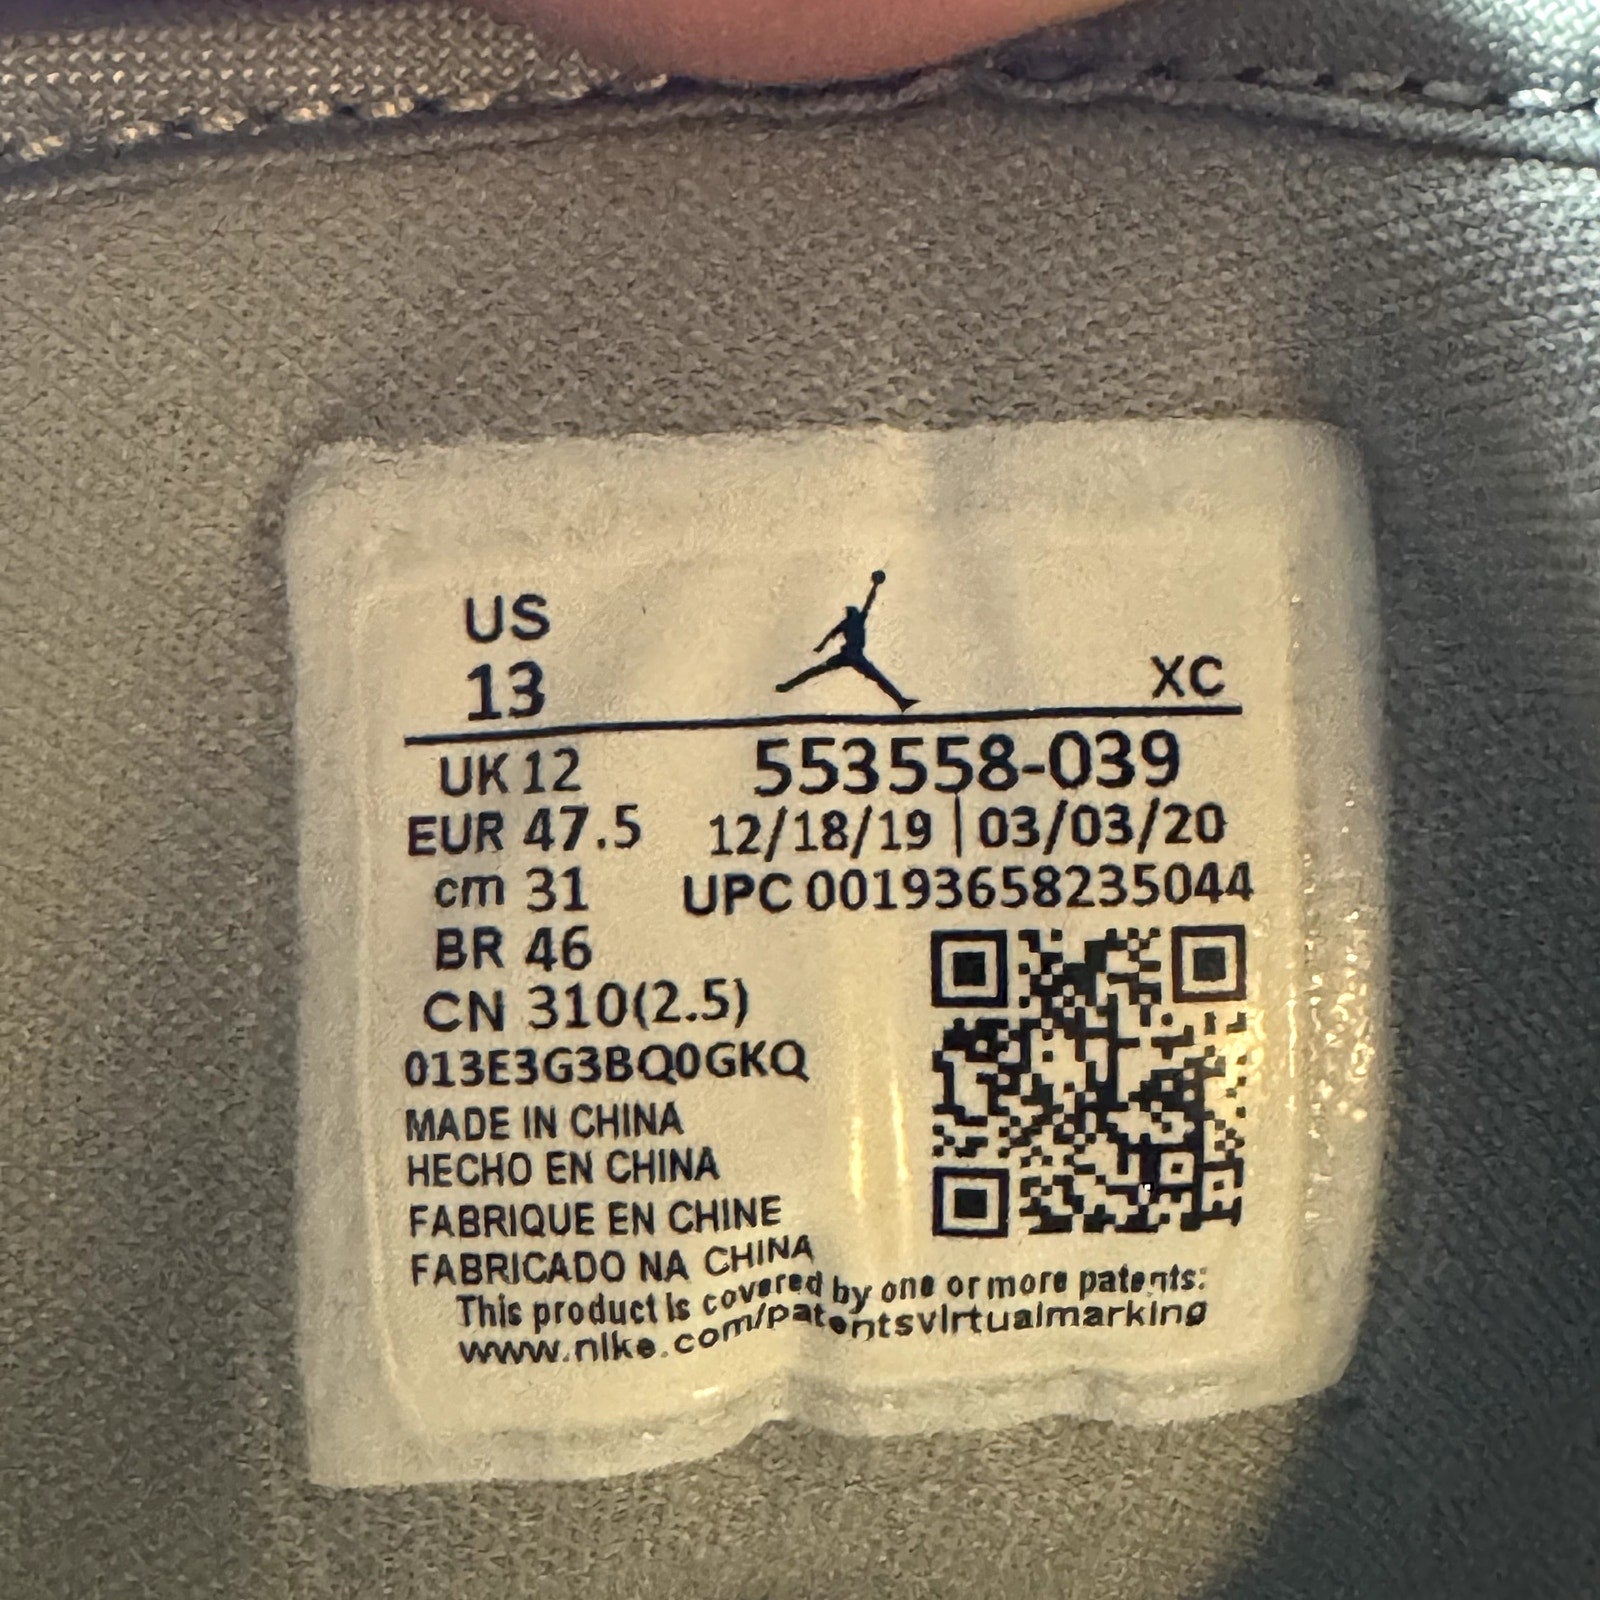 US
13
XC
UK 12
553558-039
EUR 47.5
12/18/19 | 03/03/20
cm 31
UPC 00193658235044
BR 46
CN 310(2.5)
013E3G3BQ0GKQ
MADE IN CHINA
HECHO EN CHINA
FABRIQUE EN CHINE
FABRICADO NA CHINA
This product is covered by one or more patents:
www.nike.com/patentsvirtualmarking